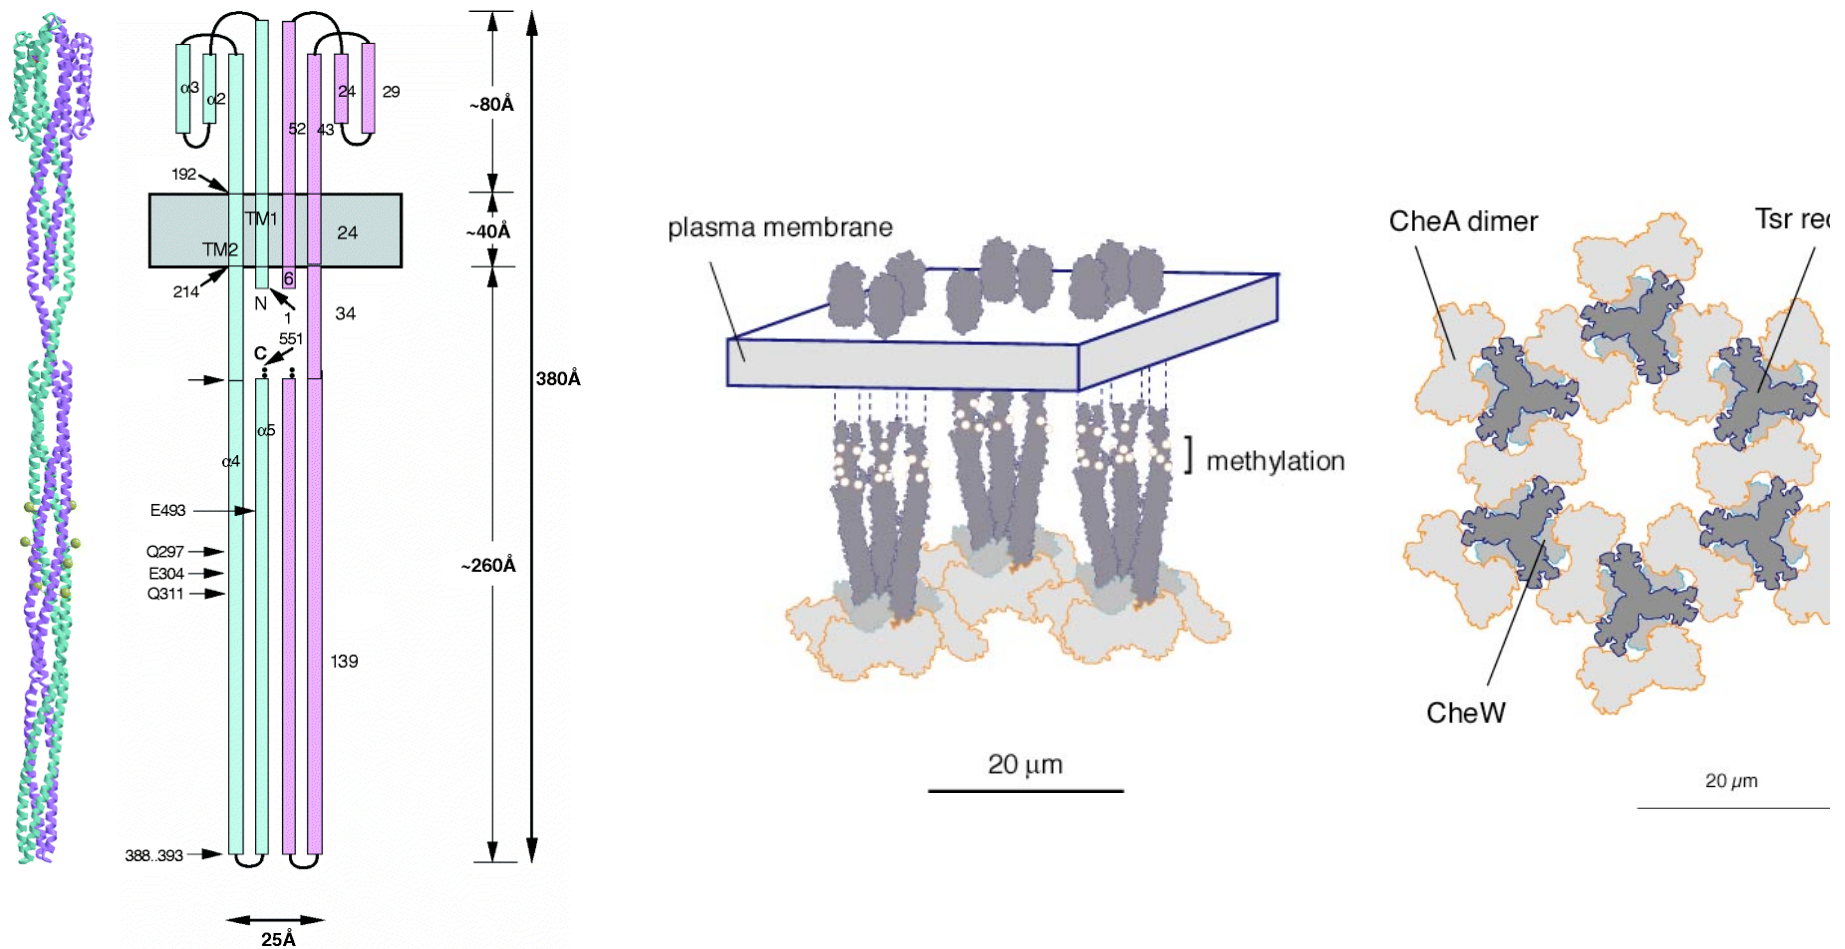 α3
α2
52
43
24
29
~80Å
192
TM1
TM2
24
~40Å
214
6
N
1
34
551
C
380Å
α5
α4
E493
Q297
E304
Q311
~260Å
139
388..393
25Å
plasma membrane
methylation
20 μm
CheA dimer
Tsr rec
CheW
20 μm